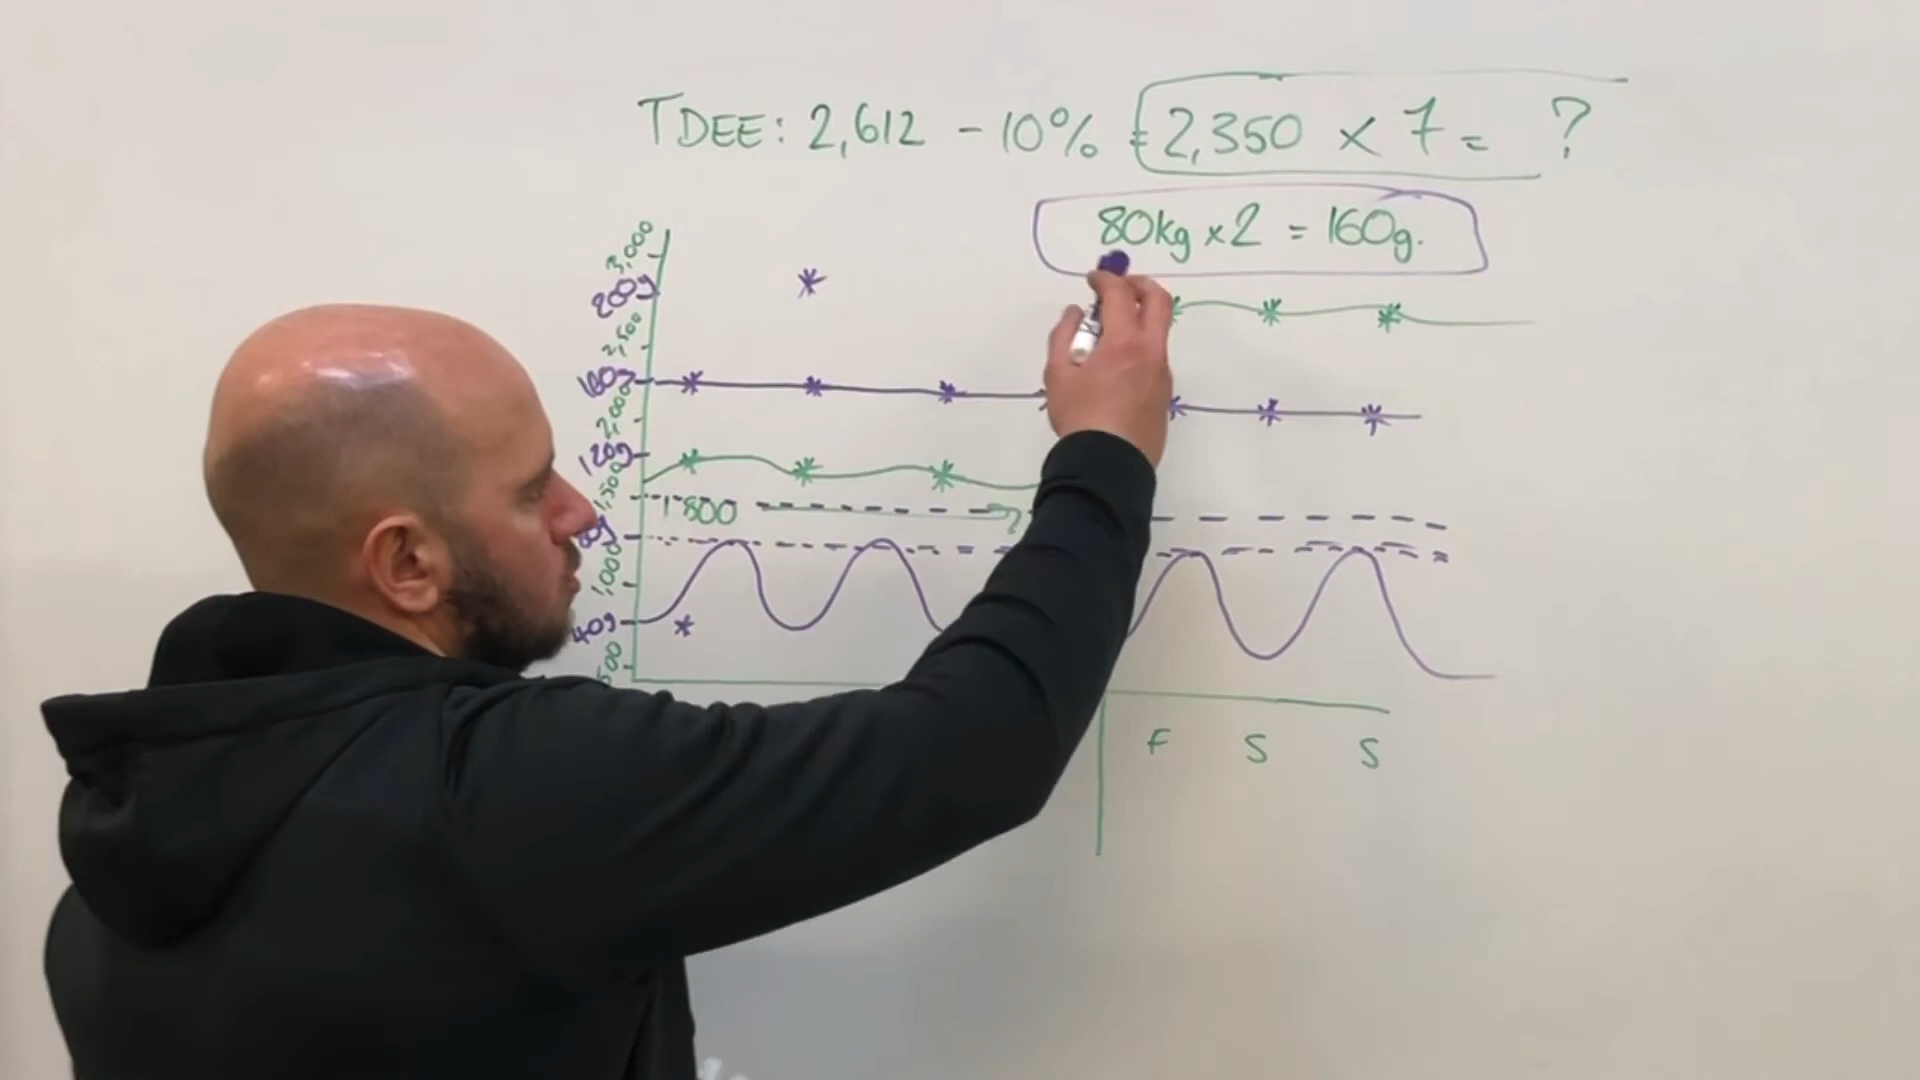 TDEE: 2,612 - 10% = 2,350 x 7 = ?
80kg x 2 = 160g.
3,000
200g
2,500
160g
2,000
120g
1,500
1800
80g
1,000
40g
500
F S S